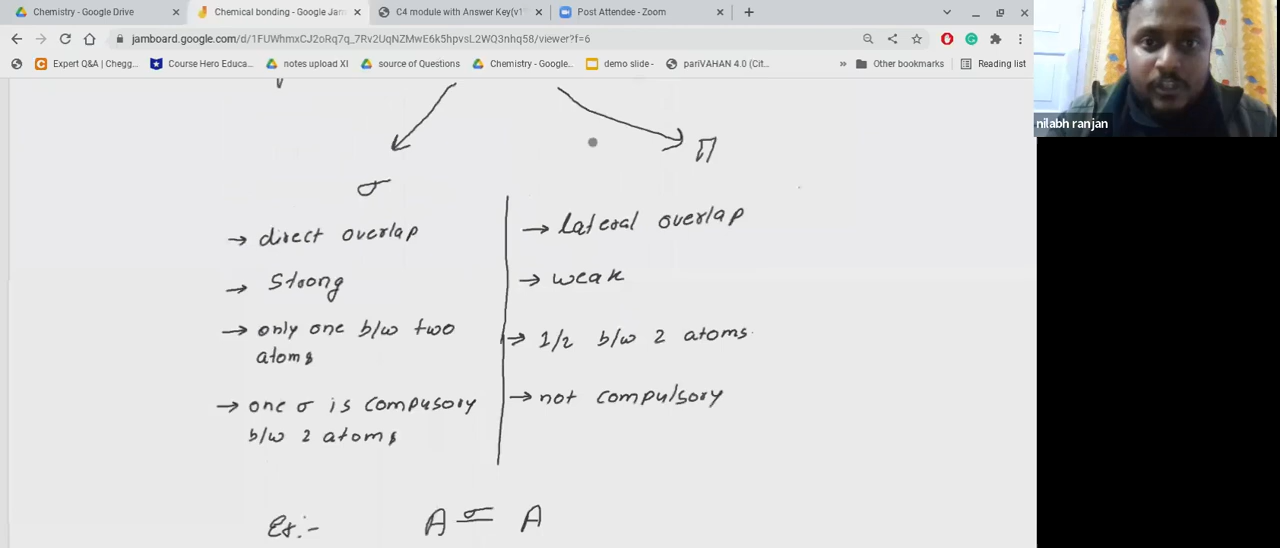 Chemistry - Google Drive
Chemical bonding - Google Jam
C4 module with Answer Key(v1
Post Attendee - Zoom
jamboard.google.com/d/1FUWhmxCJ2oRq7q_7Rv2UqNZMwE6k5hpvsL2WQ3nhq58/viewer?f=6
Expert Q&A | Chegg...
Course Hero Educa...
notes upload XI
source of Questions
Chemistry - Google...
demo slide -
pariVAHAN 4.0 (Cit...
»
Other bookmarks
Reading list
nilabh ranjan
σ
π
→ direct overlap
→ lateral overlap
→ Strong
→ weak
→ only one b/w two
atoms
→ 1/2 b/w 2 atoms.
→ one σ is compusory
b/w 2 atoms
→ not compulsory
Ex:- A σ A